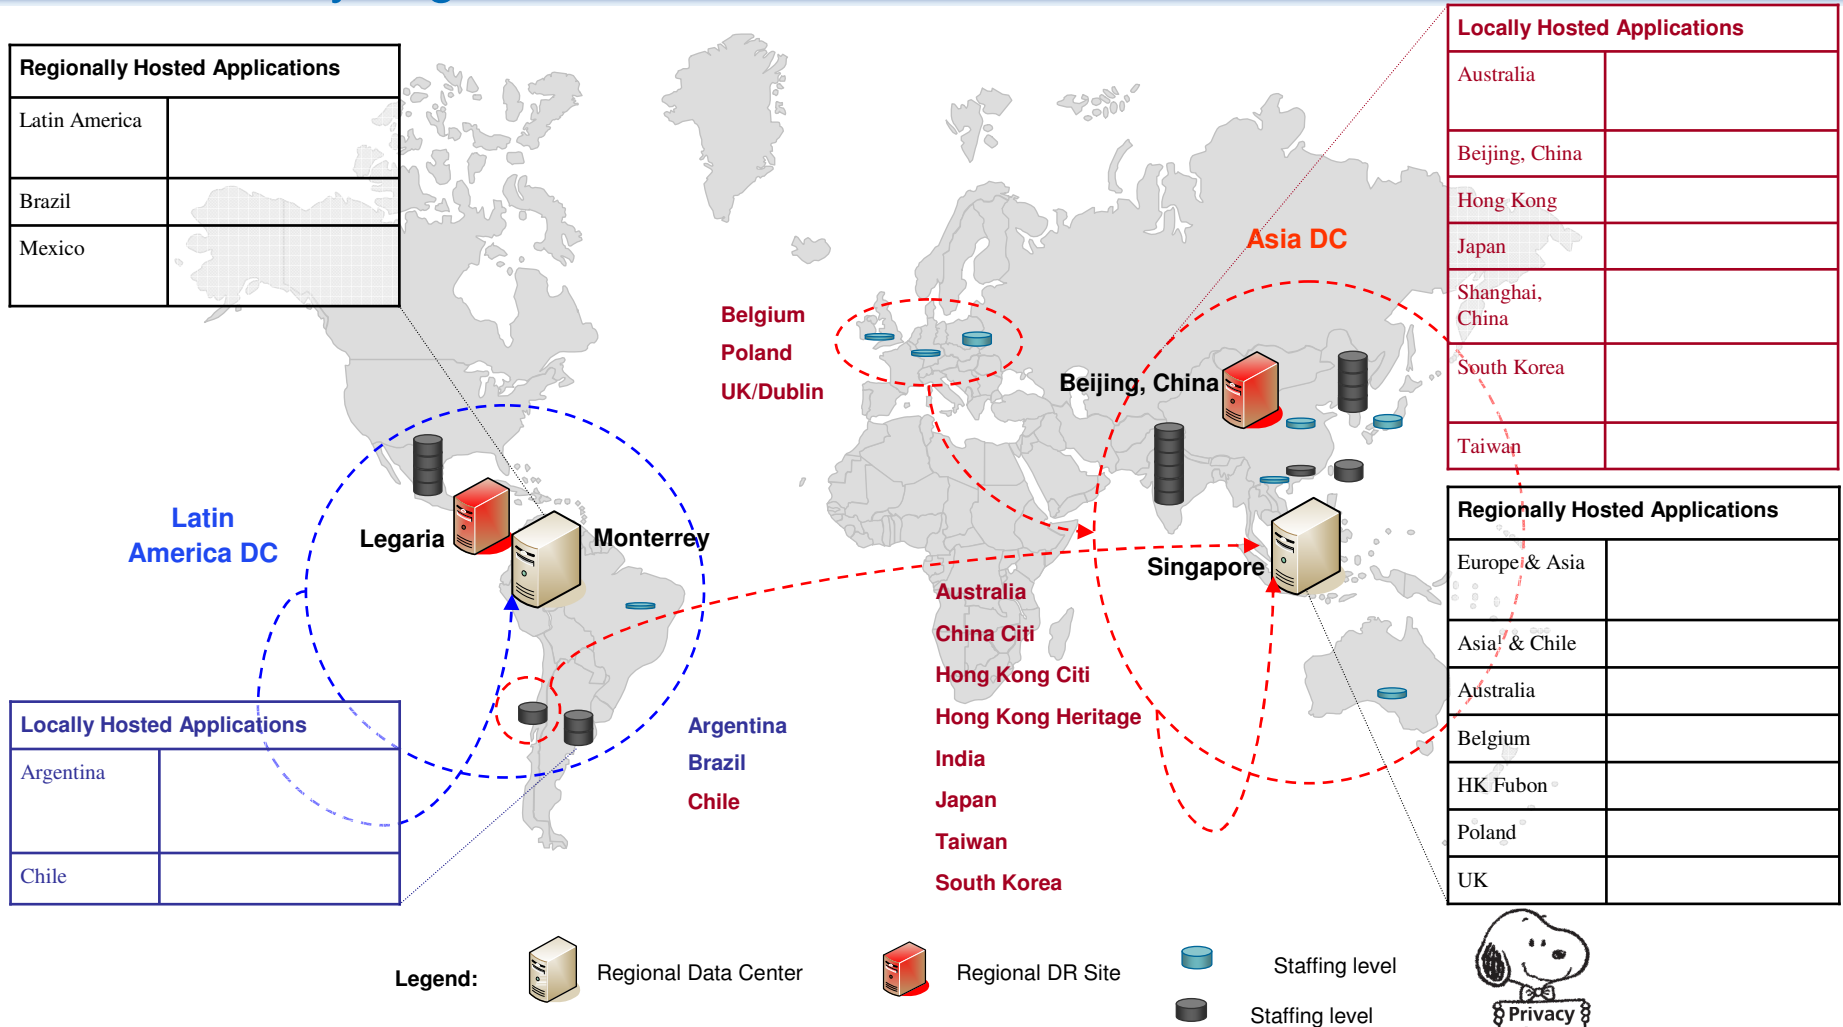 Regionally Hosted Applications
Latin America
Brazil
Mexico
Locally Hosted Applications
Australia
Beijing, China
Hong Kong
Japan
Shanghai,
China
South Korea
Taiwan
Asia DC
Belgium
Poland
UK/Dublin
Beijing, China
Latin
America DC
Legaria
Monterrey
Singapore
Regionally Hosted Applications
Europe & Asia
Asia¹ & Chile
Australia
Belgium
HK Fubon
Poland
UK
Locally Hosted Applications
Argentina
Chile
Argentina
Brazil
Chile
Australia
China Citi
Hong Kong Citi
Hong Kong Heritage
India
Japan
Taiwan
South Korea
Legend:
Regional Data Center
Regional DR Site
Staffing level
Staffing level
Privacy